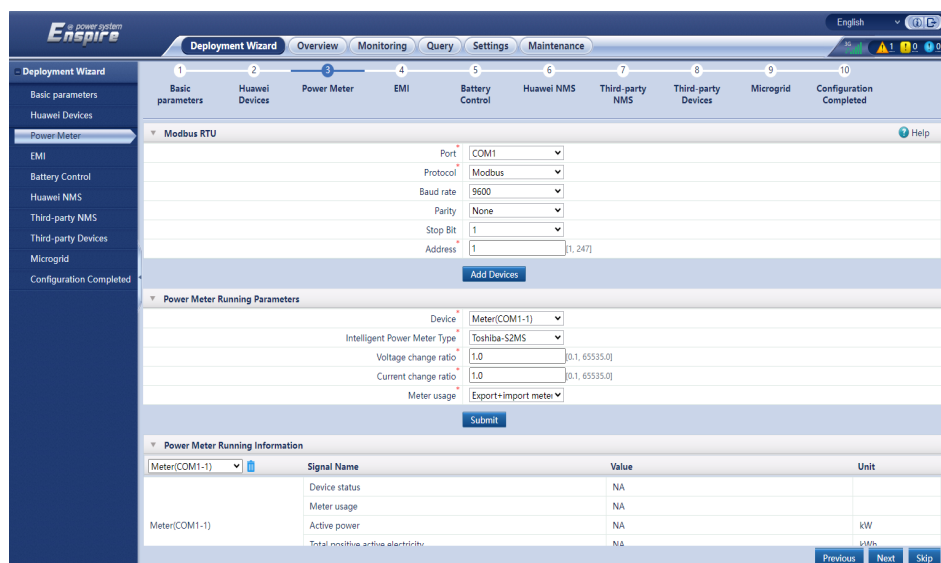 e power system
Enspire
English
Deployment Wizard Overview Monitoring Query Settings Maintenance
3G 1 0 0
Deployment Wizard
Basic parameters
Huawei Devices
Power Meter
EMI
Battery Control
Huawei NMS
Third-party NMS
Third-party Devices
Microgrid
Configuration Completed
1 2 3 4 5 6 7 8 9 10
Basic parameters
Huawei Devices
Power Meter
EMI
Battery Control
Huawei NMS
Third-party NMS
Third-party Devices
Microgrid
Configuration Completed
Modbus RTU Help
Port * COM1
Protocol * Modbus
Baud rate 9600
Parity None
Stop Bit 1
Address * 1 [1, 247]
Add Devices
Power Meter Running Parameters
Device * Meter(COM1-1)
Intelligent Power Meter Type * Toshiba-S2MS
Voltage change ratio * 1.0 [0.1, 65535.0]
Current change ratio * 1.0 [0.1, 65535.0]
Meter usage * Export+import meter
Submit
Power Meter Running Information
Meter(COM1-1) Signal Name Value Unit
Device status NA
Meter usage NA
Meter(COM1-1) Active power NA kW
Total positive active electricity NA kWh
Previous Next Skip